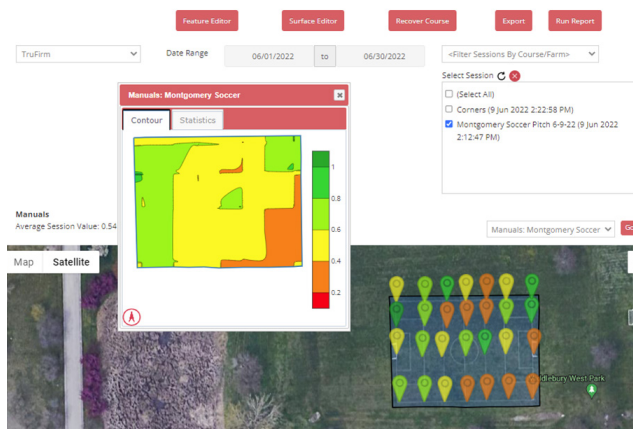 Feature Editor
Surface Editor
Recover Course
Export
Run Report
TruFirm
Date Range
06/01/2022
to
06/30/2022
<Filter Sessions By Course/Farm>
Select Session
(Select All)
Corners (9 Jun 2022 2:22:58 PM)
Montgomery Soccer Pitch 6-9-22 (9 Jun 2022
2:12:47 PM)
Manuals: Montgomery Soccer
Contour
Statistics
1
0.8
0.6
0.4
0.2
Manuals
Average Session Value: 0.54
Manuals: Montgomery Soccer
Map
Satellite
West Park